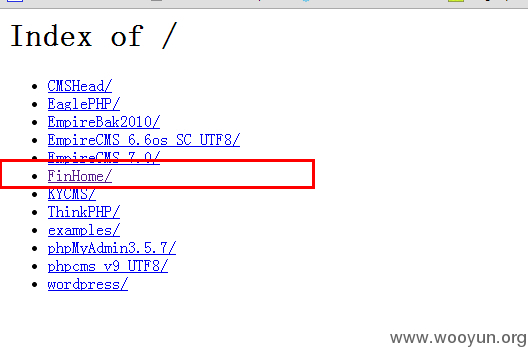 Index of /
CMSHead/
EaglePHP/
EmpireBak2010/
EmpireCMS 6.6os SC UTF8/
EmpireCMS 7.0/
FinHome/
KYCMS/
ThinkPHP/
examples/
phpMyAdmin3.5.7/
phpcms v9 UTF8/
wordpress/
www.wooyun.org